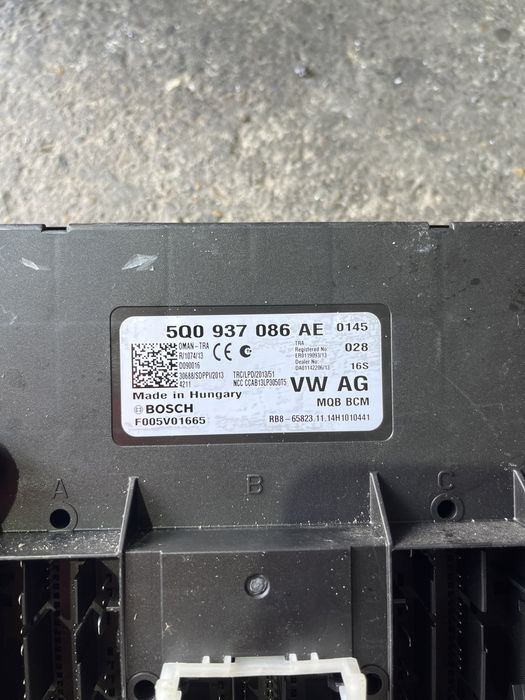 5Q0 937 086 AE 0145
OMAN-TRA
R/1074/13
D090016
30688/SDPPI/2013
4211
CE
TRC/LPD/2013/51
NCC CCAB13LP3050T5
TRA
Registered No
ER0119093/13
Dealer No:
DA01142206/13
028
16S
Made in Hungary
VW AG
BOSCH
MQB BCM
F005V01665
RB8-65823.11.14H1010441
A
B
C